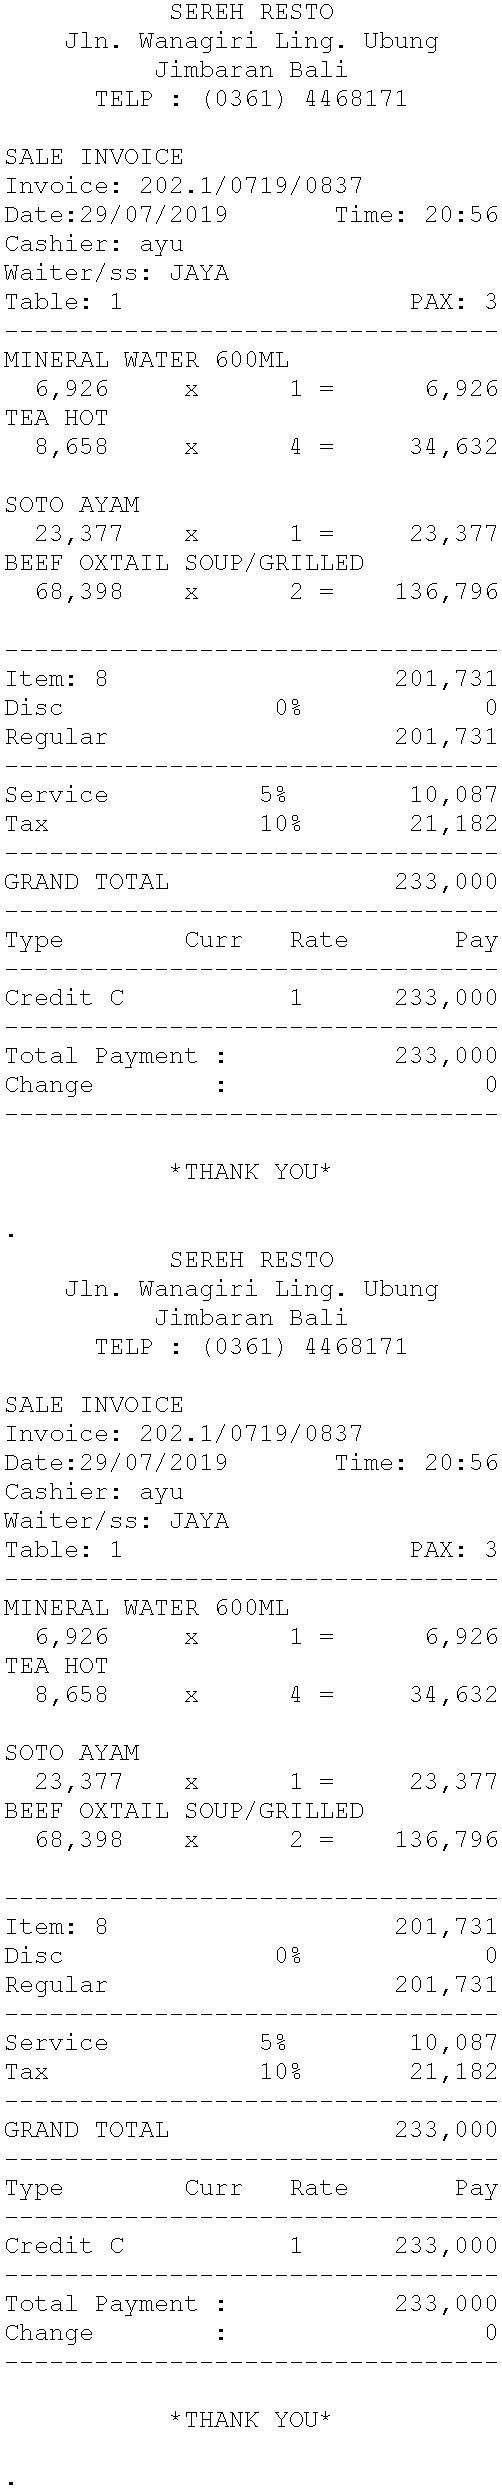 SEREH RESTO
Jln. Wanagiri Ling. Ubung
Jimbaran Bali
TELP : (0361) 4468171
SALE INVOICE
Invoice: 202.1/0719/0837
Date:29/07/2019 Time: 20:56
Cashier: ayu
Waiter/ss: JAYA
Table: 1 PAX: 3
---------------------------------
MINERAL WATER 600ML
6,926 x 1 = 6,926
TEA HOT
8,658 x 4 = 34,632
SOTO AYAM
23,377 x 1 = 23,377
BEEF OXTAIL SOUP/GRILLED
68,398 x 2 = 136,796
---------------------------------
Item: 8 201,731
Disc 0% 0
Regular 201,731
---------------------------------
Service 5% 10,087
Tax 10% 21,182
---------------------------------
GRAND TOTAL 233,000
---------------------------------
Type Curr Rate Pay
---------------------------------
Credit C 1 233,000
---------------------------------
Total Payment : 233,000
Change : 0
---------------------------------
*THANK YOU*
.
SEREH RESTO
Jln. Wanagiri Ling. Ubung
Jimbaran Bali
TELP : (0361) 4468171
SALE INVOICE
Invoice: 202.1/0719/0837
Date:29/07/2019 Time: 20:56
Cashier: ayu
Waiter/ss: JAYA
Table: 1 PAX: 3
---------------------------------
MINERAL WATER 600ML
6,926 x 1 = 6,926
TEA HOT
8,658 x 4 = 34,632
SOTO AYAM
23,377 x 1 = 23,377
BEEF OXTAIL SOUP/GRILLED
68,398 x 2 = 136,796
---------------------------------
Item: 8 201,731
Disc 0% 0
Regular 201,731
---------------------------------
Service 5% 10,087
Tax 10% 21,182
---------------------------------
GRAND TOTAL 233,000
---------------------------------
Type Curr Rate Pay
---------------------------------
Credit C 1 233,000
---------------------------------
Total Payment : 233,000
Change : 0
---------------------------------
*THANK YOU*
.